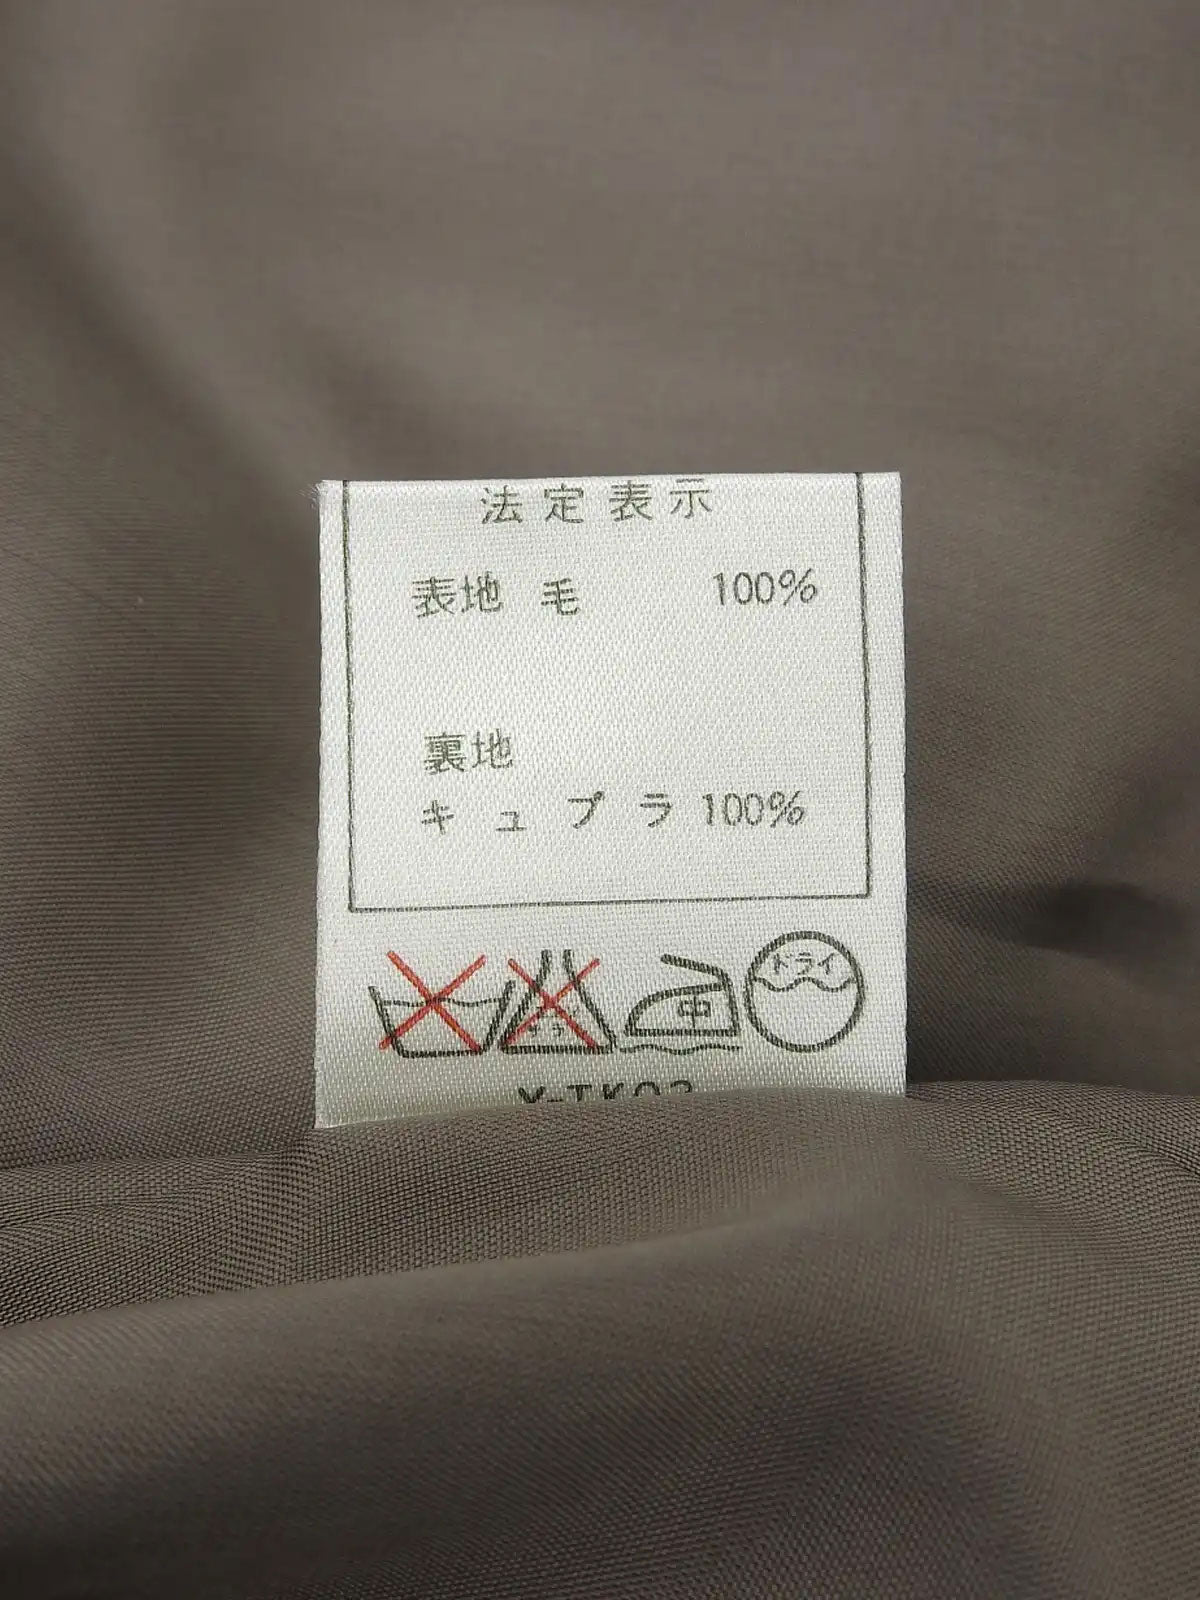 法定表示
表地 毛 100%
裏地
キュプラ 100%
中
ドライ